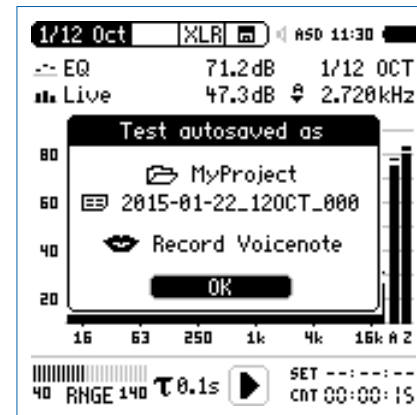 1/12 Oct XLR ASD 11:30
EQ 71.2dB 1/12 OCT
Live 47.3dB 2.720kHz
Test autosaved as
80
MyProject
60 2015-01-22_12OCT_000
40 Record Voicenote
OK
20
16 63 250 1k 4k 16k A Z
40 RNGE 140 τ0.1s SET --:--:--
CNT 00:00:15